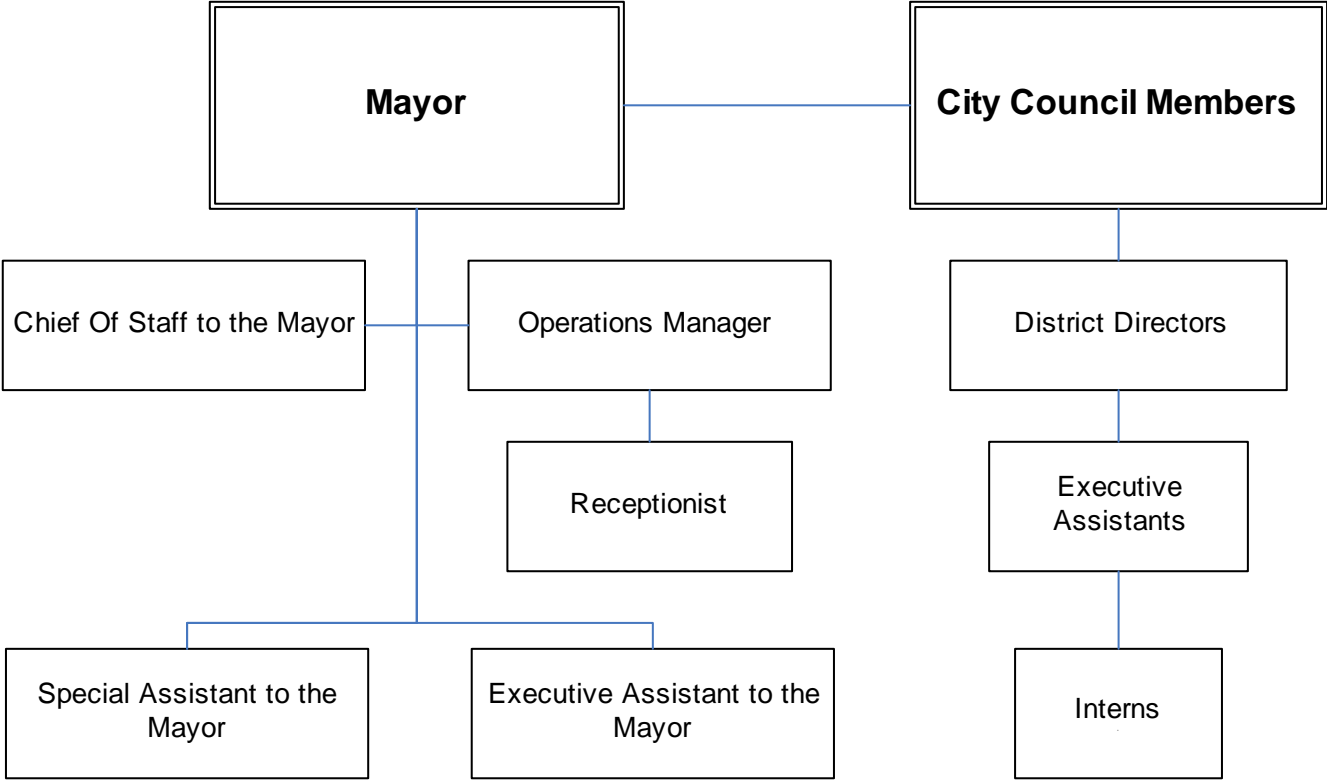 Mayor
City Council Members
Chief Of Staff to the Mayor
Operations Manager
District Directors
Receptionist
Executive
Assistants
Special Assistant to the
Mayor
Executive Assistant to the
Mayor
Interns